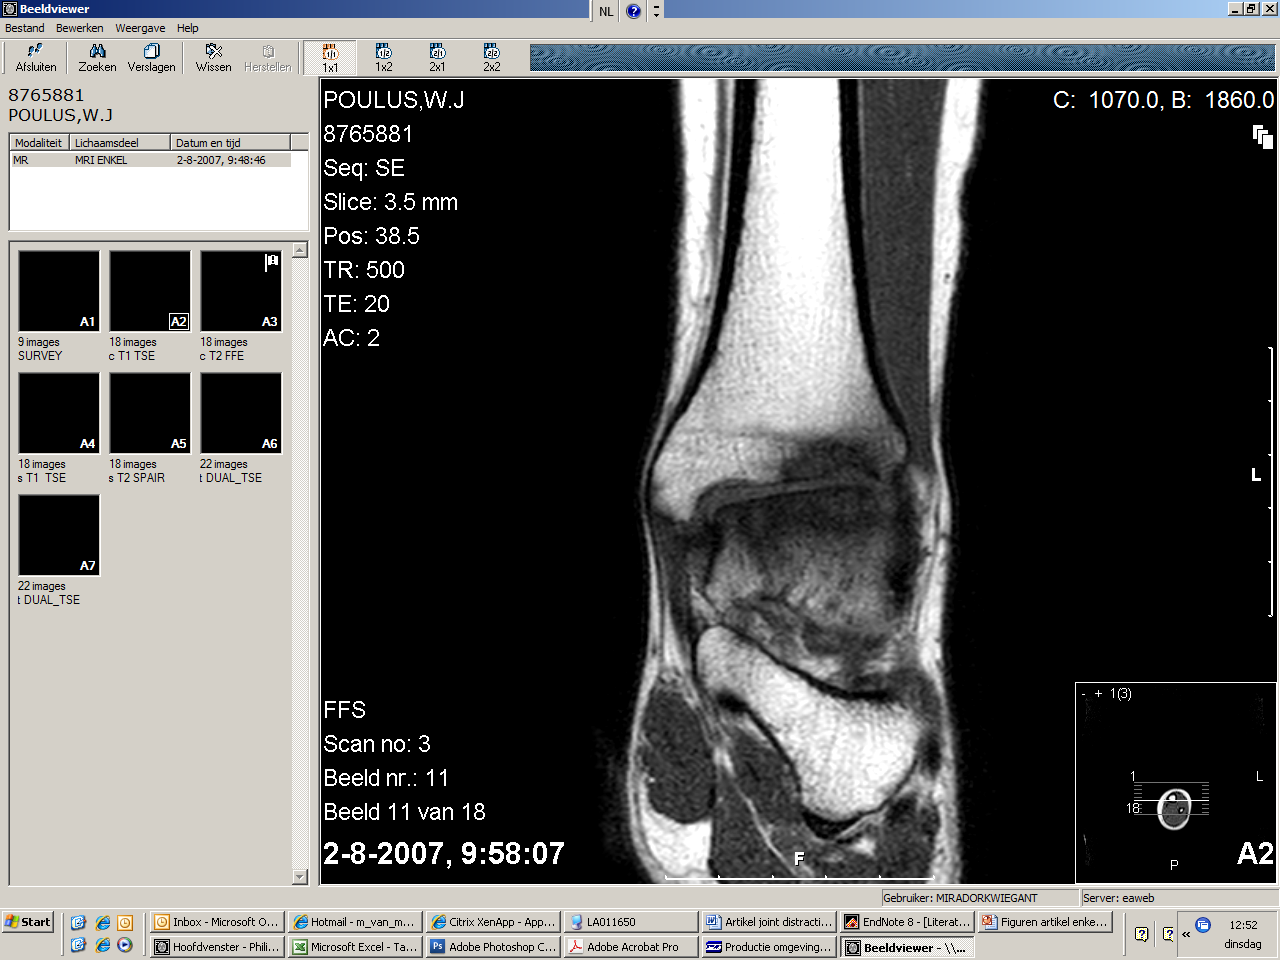 Beeldviewer
NL
Bestand Bewerken Weergave Help
Afsluiten Zoeken Verslagen Wissen Herstellen 1x1 1x2 2x1 2x2
8765881
POULUS,W.J
Modaliteit Lichaamsdeel Datum en tijd
MR MRI ENKEL 2-8-2007, 9:48:46
A1 A2 A3
9 images 18 images 18 images
SURVEY c T1 TSE c T2 FFE
A4 A5 A6
18 images 18 images 22 images
s T1 TSE s T2 SPAIR t DUAL_TSE
A7
22 images
t DUAL_TSE
POULUS,W.J
8765881
Seq: SE
Slice: 3.5 mm
Pos: 38.5
TR: 500
TE: 20
AC: 2
C: 1070.0, B: 1860.0
L
FFS
Scan no: 3
Beeld nr.: 11
Beeld 11 van 18
2-8-2007, 9:58:07
F
- + 1(3)
1
L
18
P
A2
Gebruiker: MIRADORKWIEGANT Server: eaweb
Start
Inbox - Microsoft O... Hotmail - m_van_m... Citrix XenApp - App... LA011650 Artikel joint distracti... EndNote 8 - [Literat... Figuren artikel enke...
Hoofdvenster - Phili... Microsoft Excel - Ta... Adobe Photoshop C... Adobe Acrobat Pro Productie omgeving... Beeldviewer - \\...
12:52
dinsdag